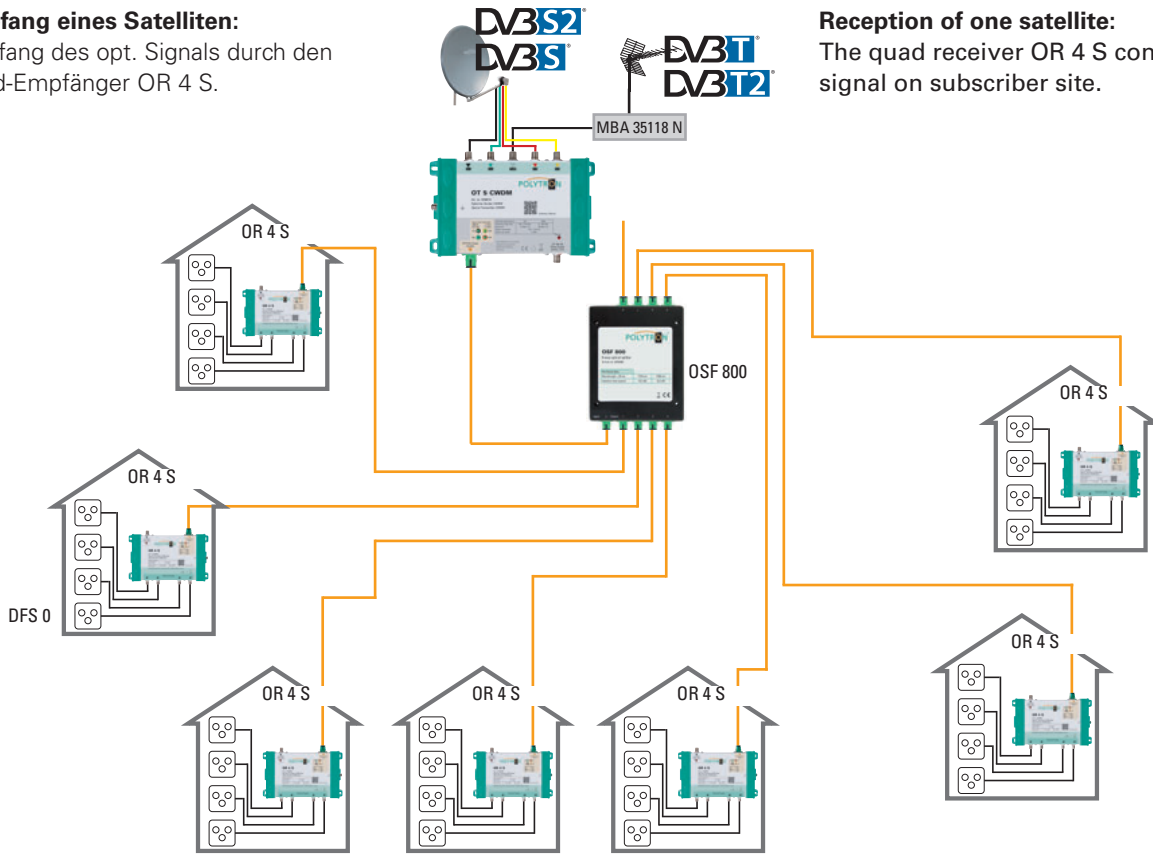 fang eines Satelliten:
fang des opt. Signals durch den
d-Empfänger OR 4 S.
DVB S2
DVB S
DVB T
DVB T2
Reception of one satellite:
The quad receiver OR 4 S con
signal on subscriber site.
MBA 35118 N
POLYTRON
OT 5 CWDM
OR 4 S
POLYTRON
OSF 800
OSF 800
OR 4 S
OR 4 S
DFS 0
OR 4 S
OR 4 S
OR 4 S
OR 4 S